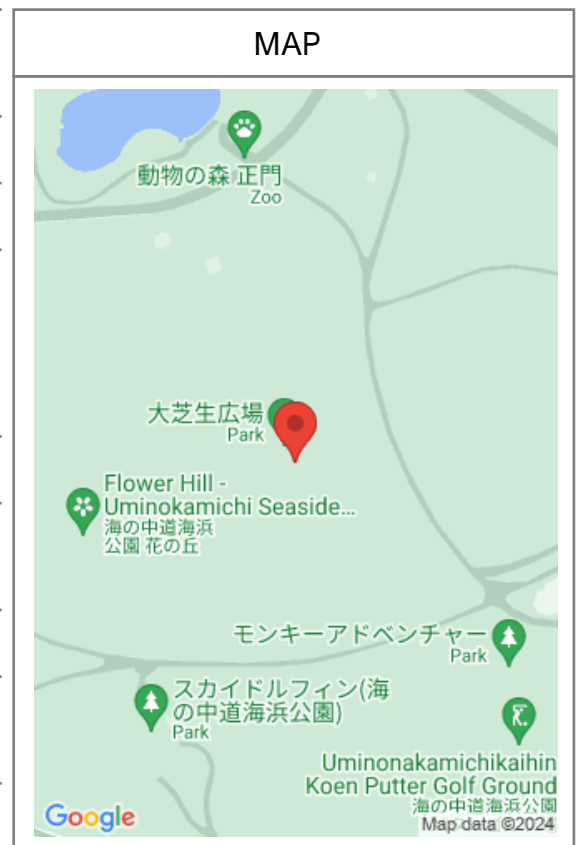 MAP
動物の森 正門
Zoo
大芝生広場
Park
Flower Hill -
Uminokamichi Seaside...
海の中道海浜
公園 花の丘
モンキーアドベンチャー
Park
スカイドルフィン(海
の中道海浜公園)
Park
Uminonakamichikaihin
Koen Putter Golf Ground
海の中道海浜公園
Google
Map data ©2024